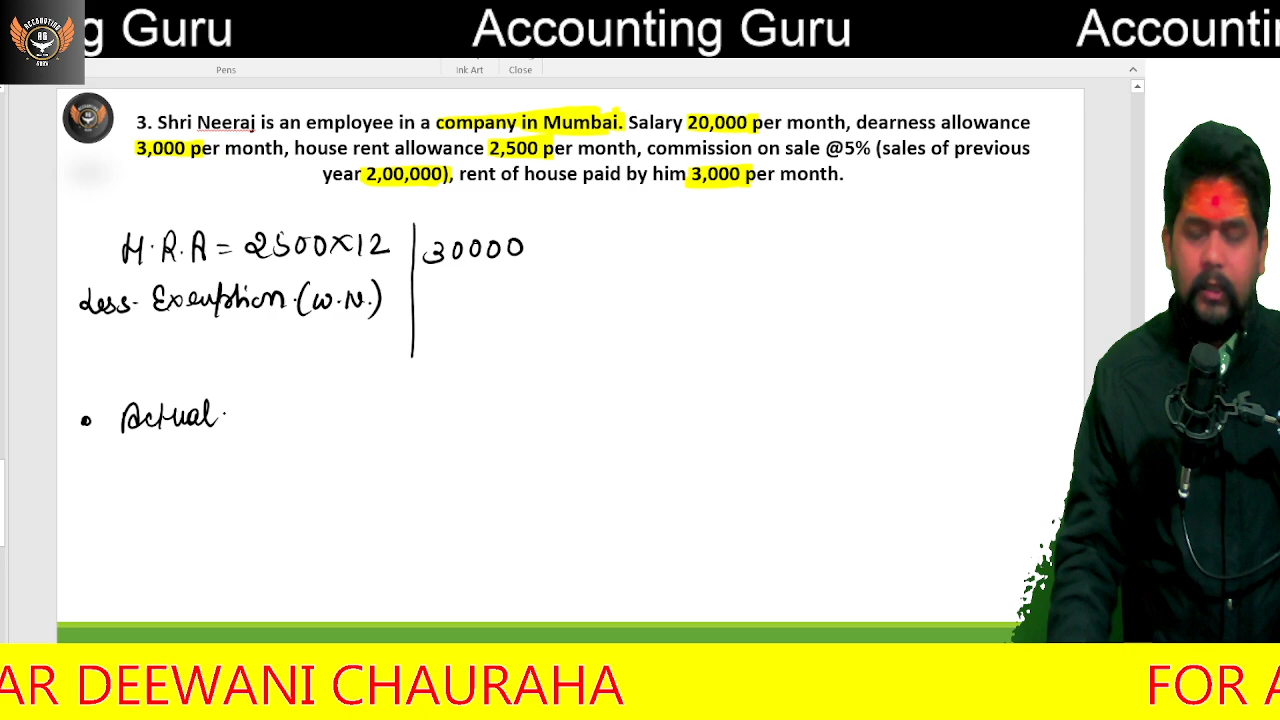 g Guru Accounting Guru Accounti
Pens Ink Art Close
3. Shri Neeraj is an employee in a company in Mumbai. Salary 20,000 per month, dearness allowance
3,000 per month, house rent allowance 2,500 per month, commission on sale @5% (sales of previous
year 2,00,000), rent of house paid by him 3,000 per month.
H.R.A = 2500×12 30000
Less- Exemption. (W.N.)
• Actual.
AR DEEWANI CHAURAHA FOR A
ACCOUNTING
AG
GURU